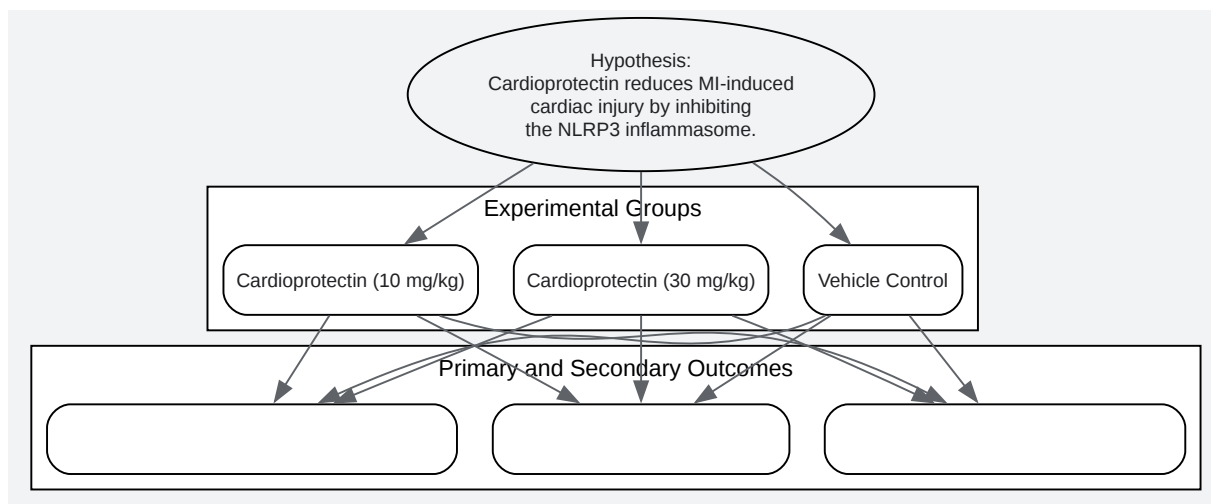 Hypothesis:
Cardioprotectin reduces MI-induced
cardiac injury by inhibiting
the NLRP3 inflammasome.
Experimental Groups
Cardioprotectin (10 mg/kg)
Cardioprotectin (30 mg/kg)
Vehicle Control
Primary and Secondary Outcomes